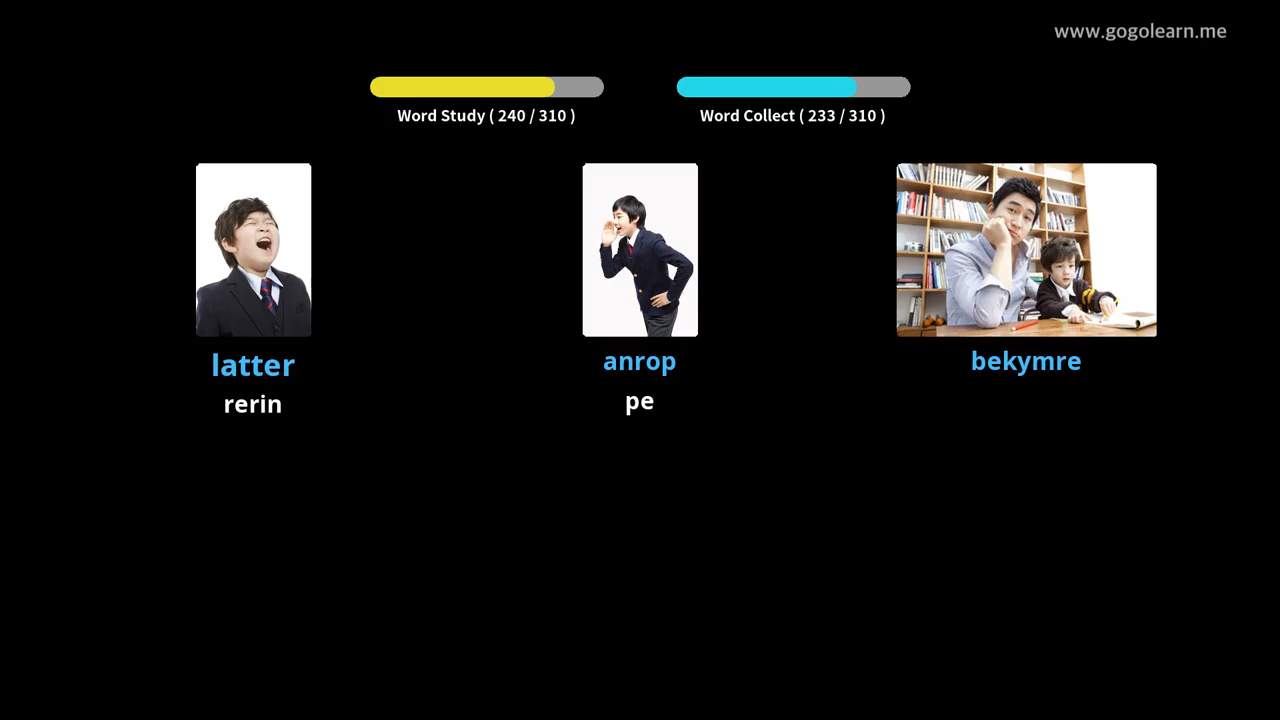 www.gogolearn.me
Word Study ( 240 / 310 )
Word Collect ( 233 / 310 )
latter
anrop
bekymre
rerin
pe